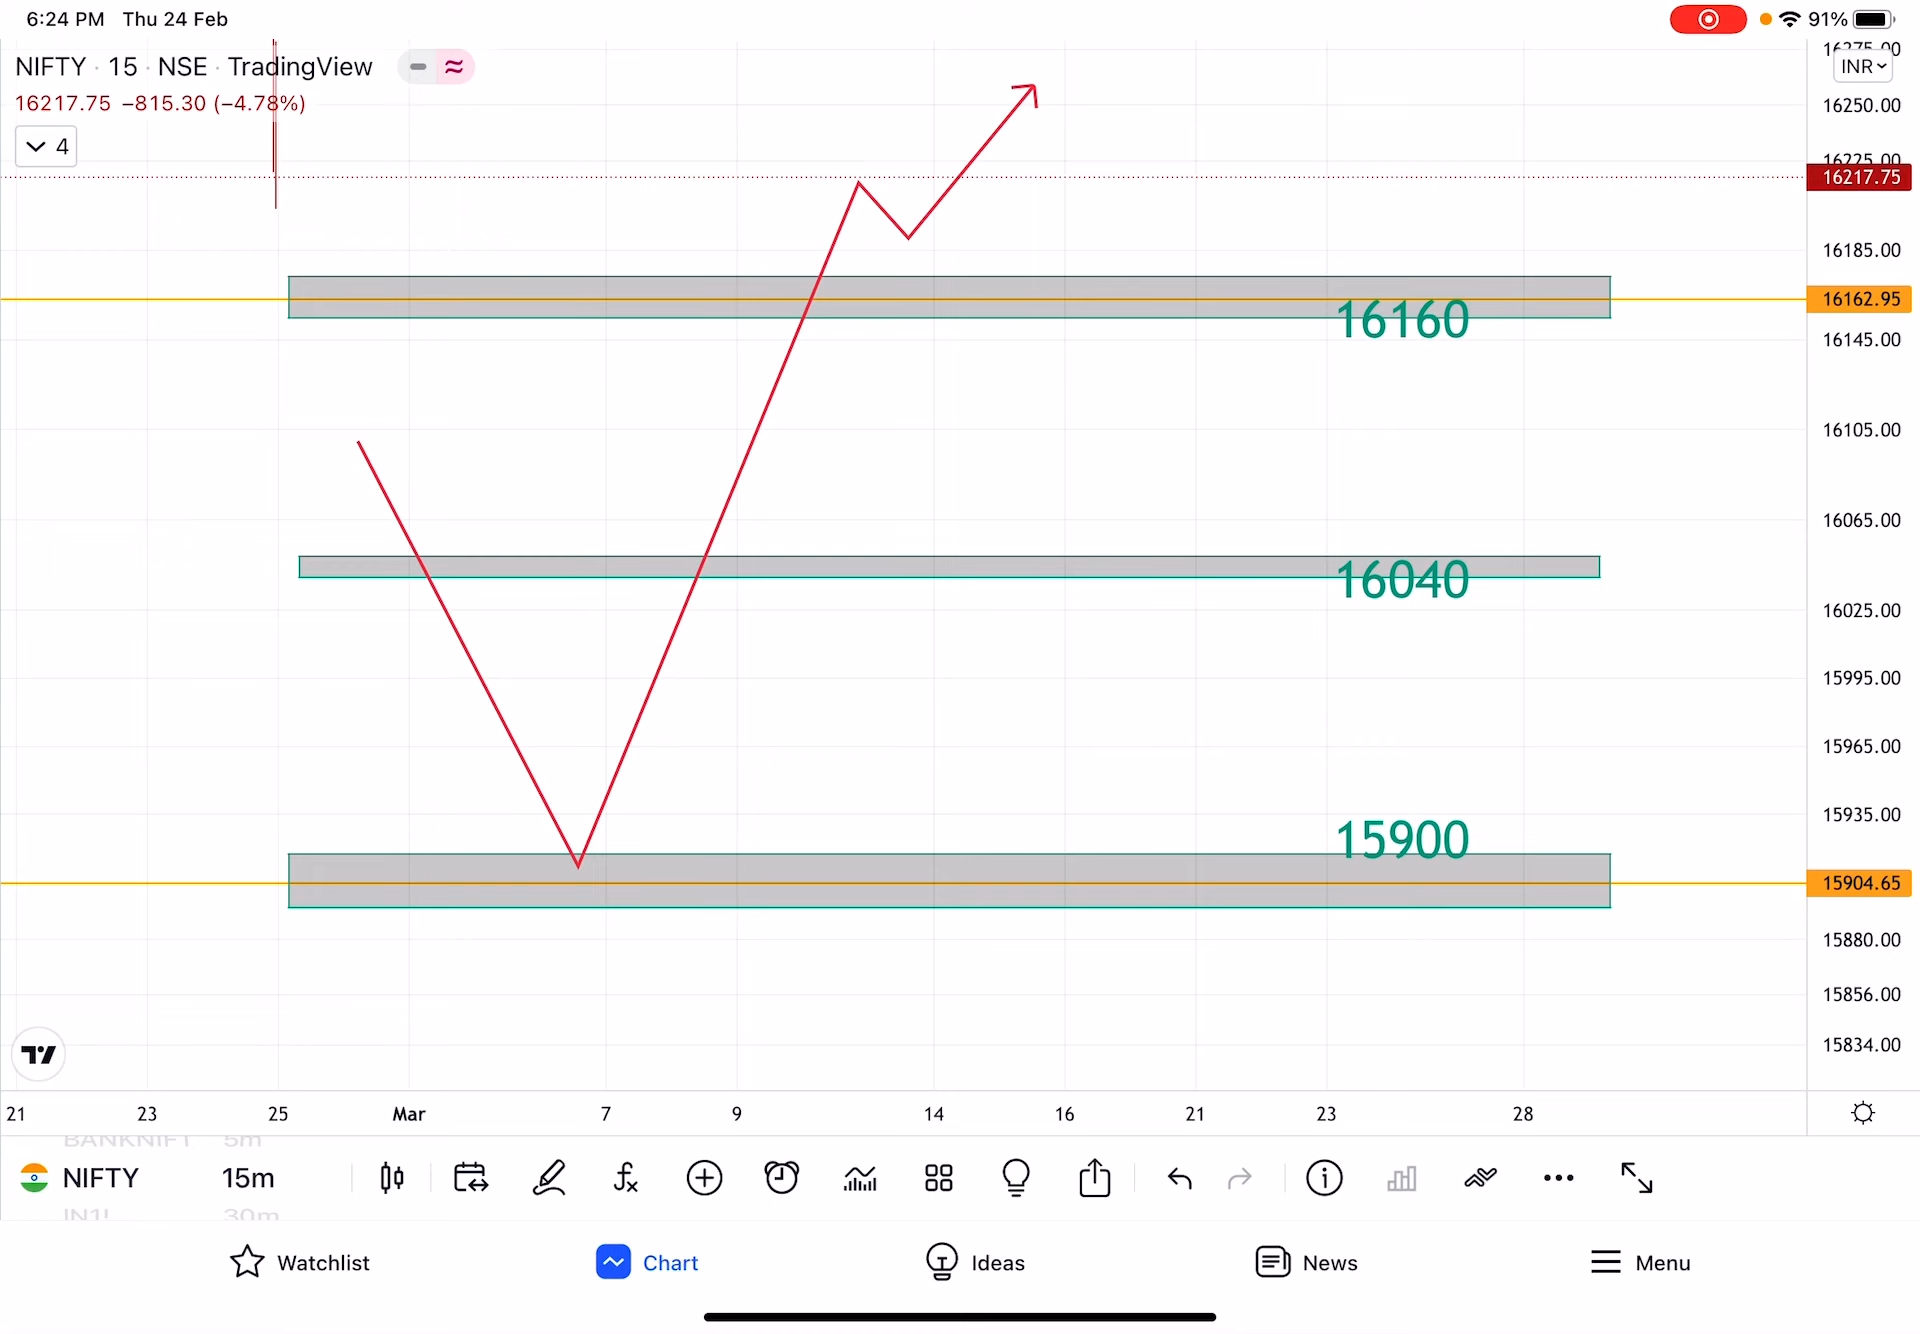 6:24 PM Thu 24 Feb
91%
NIFTY · 15 · NSE · TradingView
16217.75 −815.30 (−4.78%)
4
16275.00
INR
16250.00
16225.00
16217.75
16185.00
16162.95
16160
16145.00
16105.00
16065.00
16040
16025.00
15995.00
15965.00
15935.00
15900
15904.65
15880.00
15856.00
15834.00
21 23 25 Mar 7 9 14 16 21 23 28
BANKNIFT 5m
NIFTY 15m
IN1! 30m
Watchlist Chart Ideas News Menu